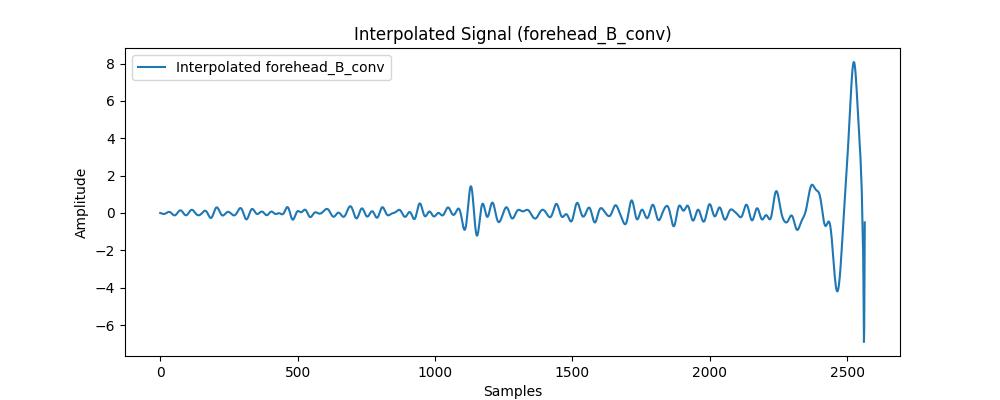 Interpolated Signal (forehead_B_conv)
Interpolated forehead_B_conv
8
6
4
2
0
−2
−4
−6
Amplitude
0 500 1000 1500 2000 2500
Samples